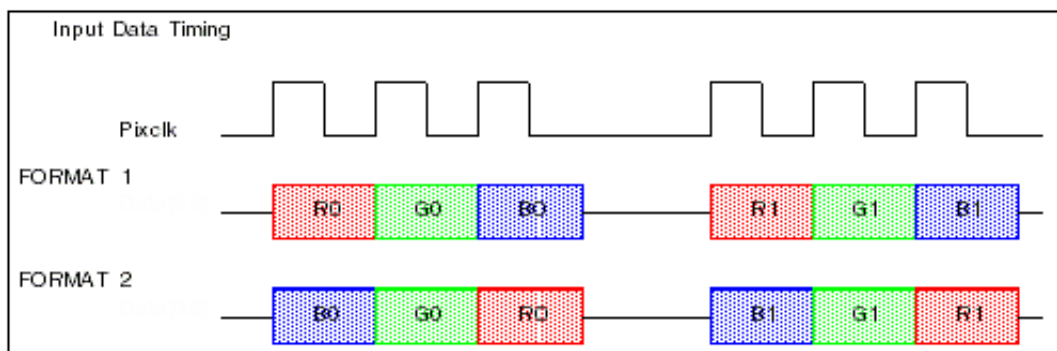 Input Data Timing
Pixclk
FORMAT 1
R0 G0 B0 R1 G1 B1
FORMAT 2
B0 G0 R0 B1 G1 R1